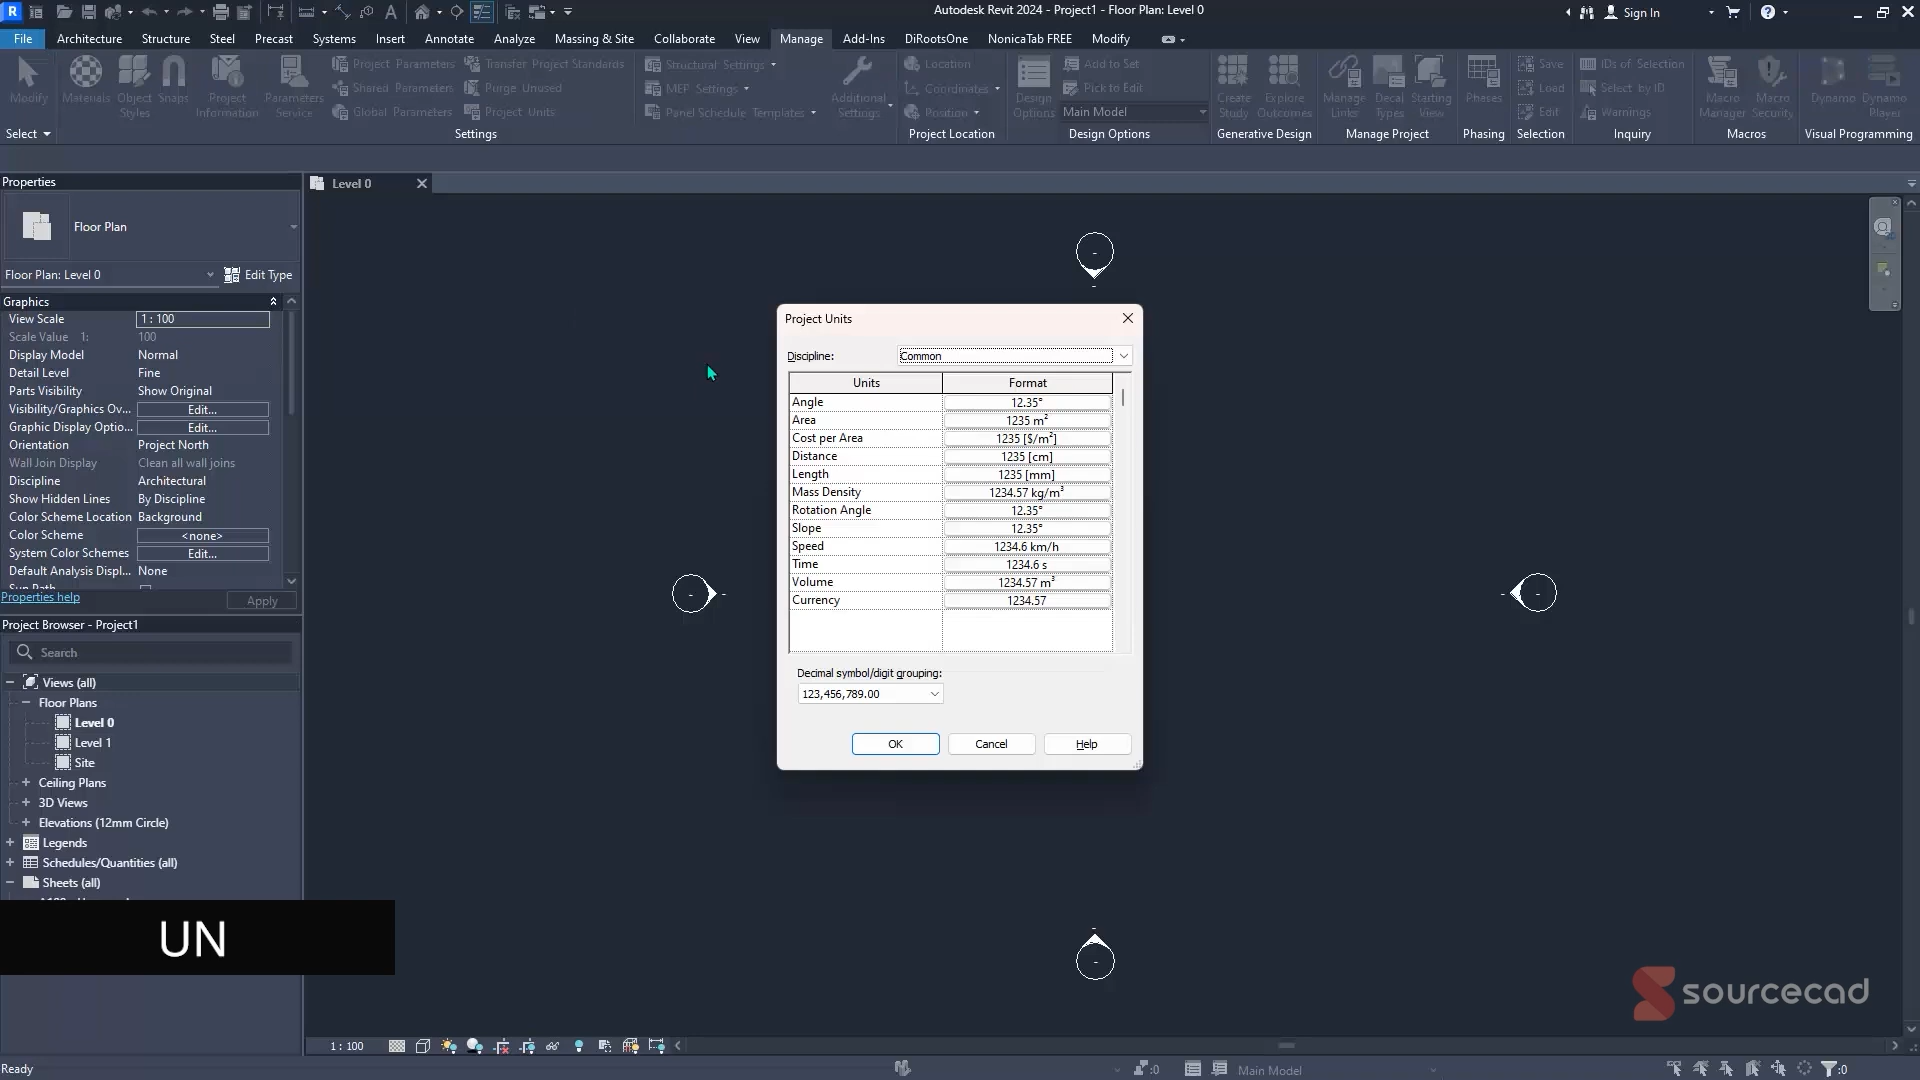 Autodesk Revit 2024 - Project1 - Floor Plan: Level 0
Sign In
File Architecture Structure Steel Precast Systems Insert Annotate Analyze Massing & Site Collaborate View Manage Add-Ins DiRootsOne NonicaTab FREE Modify
Modify
Materials
Object Styles
Snaps
Project Information
Parameters Service
Project Parameters
Shared Parameters
Global Parameters
Transfer Project Standards
Purge Unused
Project Units
Structural Settings
MEP Settings
Panel Schedule Templates
Additional Settings
Location
Coordinates
Position
Design Options
Add to Set
Pick to Edit
Main Model
Create Study
Explore Outcomes
Manage Links
Decal Types
Starting View
Phases
Save
Load
Edit
IDs of Selection
Select by ID
Warnings
Macro Manager
Macro Security
Dynamo
Dynamo Player
Select Settings Project Location Design Options Generative Design Manage Project Phasing Selection Inquiry Macros Visual Programming
Properties
Level 0
Floor Plan
Floor Plan: Level 0 Edit Type
Graphics
View Scale 1 : 100
Scale Value 1: 100
Display Model Normal
Detail Level Fine
Parts Visibility Show Original
Visibility/Graphics Ov... Edit...
Graphic Display Optio... Edit...
Orientation Project North
Wall Join Display Clean all wall joins
Discipline Architectural
Show Hidden Lines By Discipline
Color Scheme Location Background
Color Scheme <none>
System Color Schemes Edit...
Default Analysis Displ... None
Properties help Apply
Project Browser - Project1
Search
Views (all)
Floor Plans
Level 0
Level 1
Site
Ceiling Plans
3D Views
Elevations (12mm Circle)
Legends
Schedules/Quantities (all)
Sheets (all)
UN
Project Units
Discipline: Common
Units Format
Angle 12.35°
Area 1235 m²
Cost per Area 1235 [$/m²]
Distance 1235 [cm]
Length 1235 [mm]
Mass Density 1234.57 kg/m³
Rotation Angle 12.35°
Slope 12.35°
Speed 1234.6 km/h
Time 1234.6 s
Volume 1234.57 m³
Currency 1234.57
Decimal symbol/digit grouping:
123,456,789.00
OK Cancel Help
sourcecad
1 : 100
Ready
:0
Main Model
:0